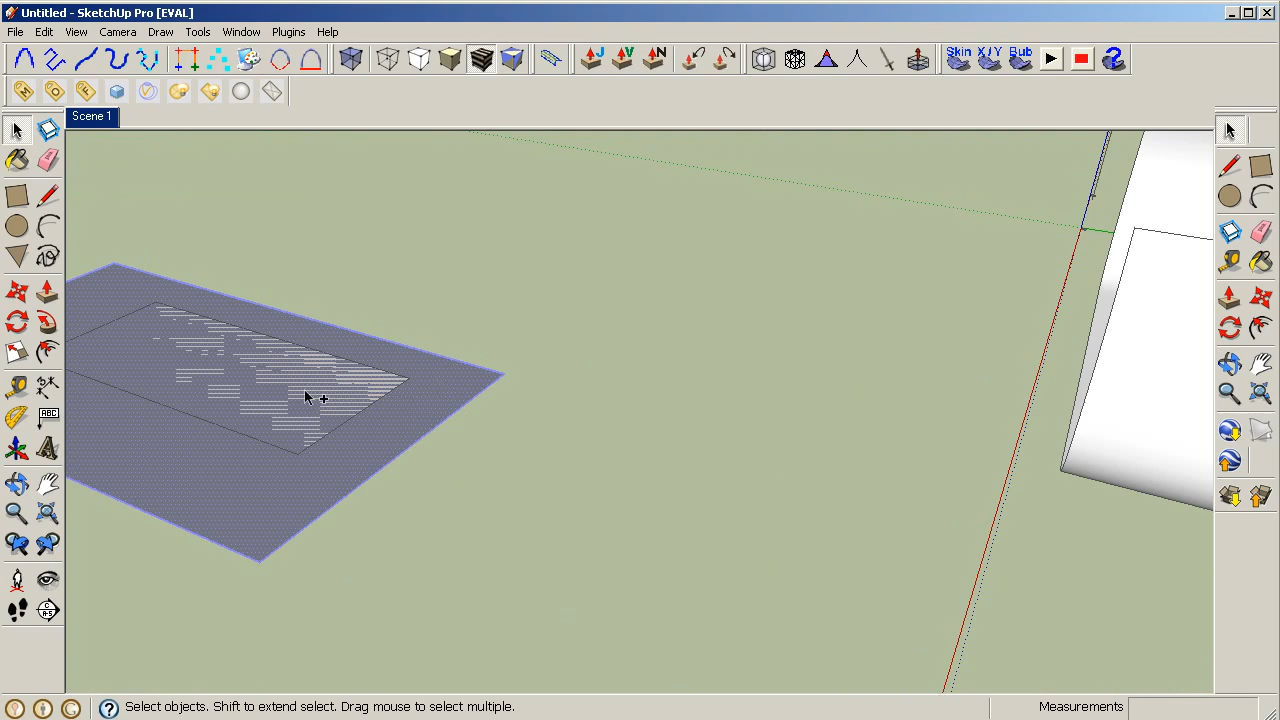 Untitled - SketchUp Pro [EVAL]
File Edit View Camera Draw Tools Window Plugins Help
J V N Skin X/Y Bub
M O F
Scene 1
ABC
Select objects. Shift to extend select. Drag mouse to select multiple. Measurements